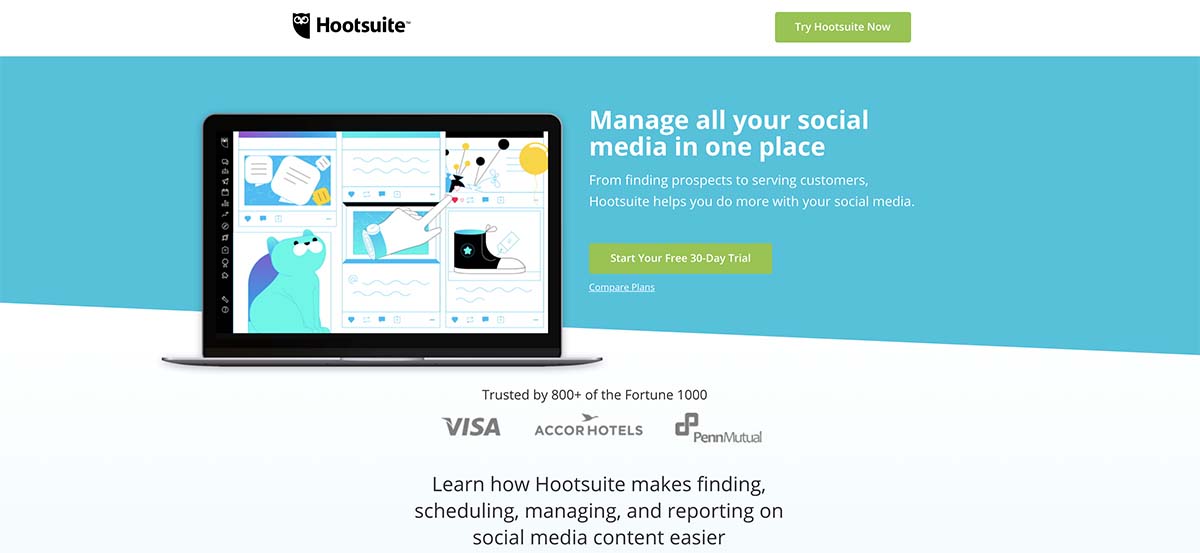 Hootsuite™
Try Hootsuite Now
Manage all your social
media in one place
From finding prospects to serving customers,
Hootsuite helps you do more with your social media.
Start Your Free 30-Day Trial
Compare Plans
Trusted by 800+ of the Fortune 1000
VISA
ACCORHOTELS
PennMutual
Learn how Hootsuite makes finding,
scheduling, managing, and reporting on
social media content easier